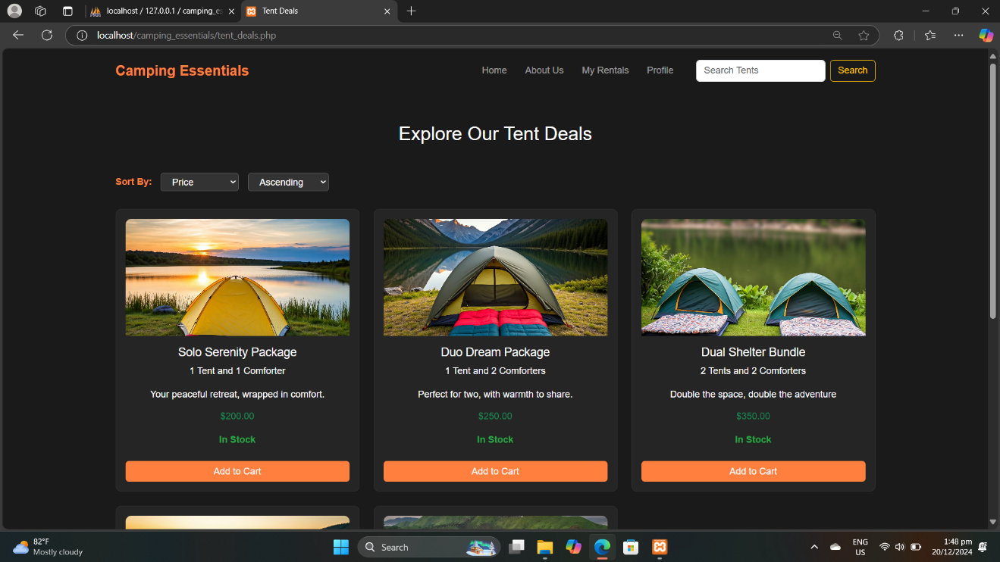 localhost / 127.0.0.1 / camping_es
Tent Deals
localhost/camping_essentials/tent_deals.php
Camping Essentials
Home
About Us
My Rentals
Profile
Search Tents
Search
Explore Our Tent Deals
Sort By:
Price
Ascending
Solo Serenity Package
1 Tent and 1 Comforter
Your peaceful retreat, wrapped in comfort.
$200.00
In Stock
Add to Cart
Duo Dream Package
1 Tent and 2 Comforters
Perfect for two, with warmth to share.
$250.00
In Stock
Add to Cart
Dual Shelter Bundle
2 Tents and 2 Comforters
Double the space, double the adventure
$350.00
In Stock
Add to Cart
82°F
Mostly cloudy
Search
ENG
US
1:48 pm
20/12/2024